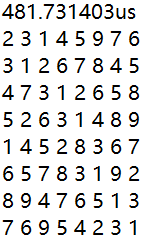 481.731403us
2 3 1 4 5 9 7 6
3 1 2 6 7 8 4 5
4 7 3 1 2 6 5 8
5 2 6 3 1 4 8 9
1 4 5 2 8 3 6 7
6 5 7 8 3 1 9 2
8 9 4 7 6 5 1 3
7 6 9 5 4 2 3 1